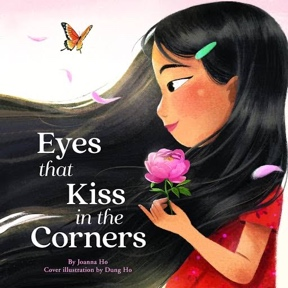 Eyes
that
Kiss
in the
Corners
By Joanna Ho
Cover illustration by Dung Ho